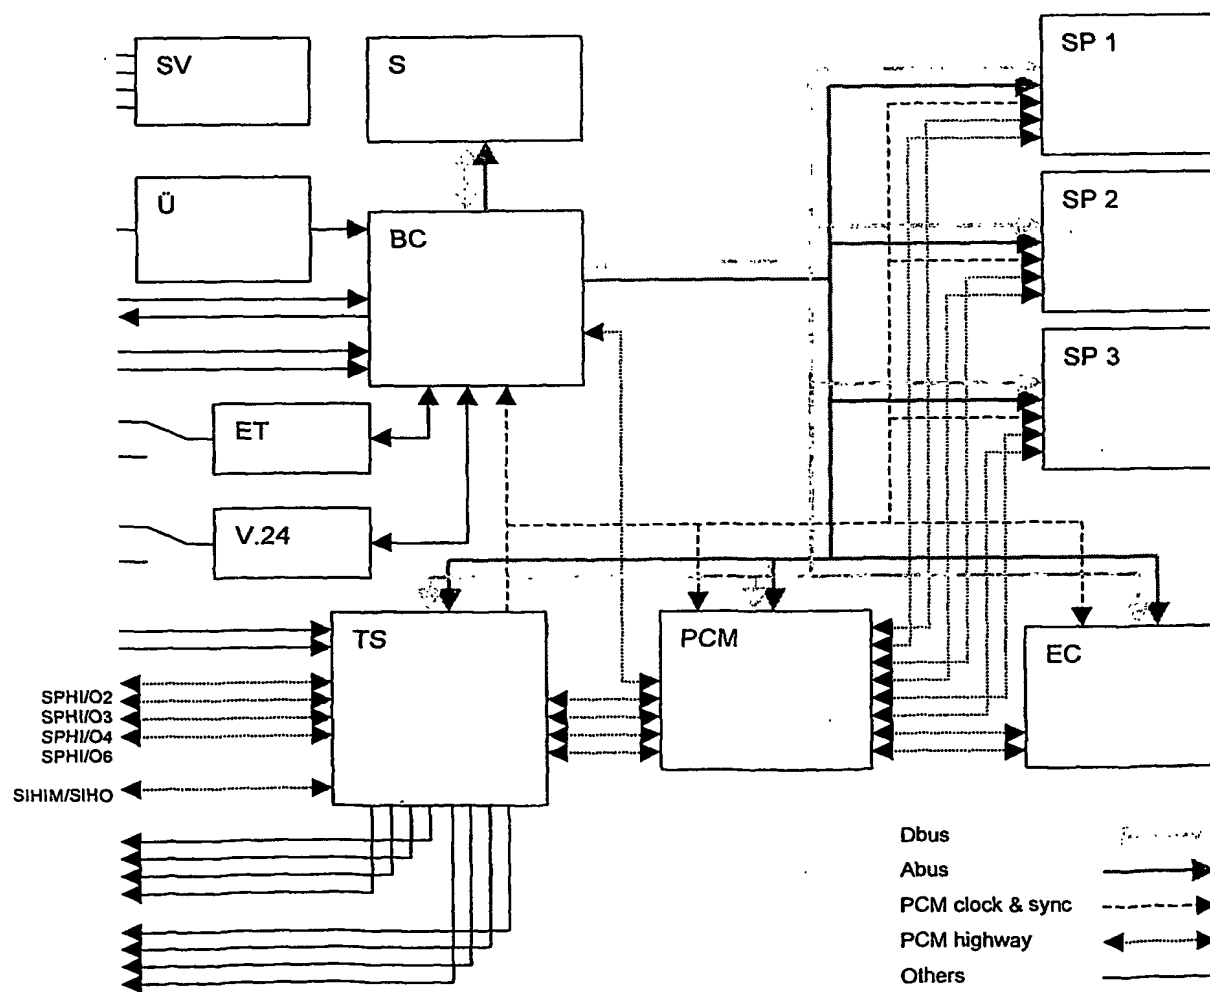 SV
S
SP 1
Ü
BC
SP 2
SP 3
ET
V.24
TS
PCM
EC
SPHI/O2
SPHI/O3
SPHI/O4
SPHI/O6
SIHIM/SIHO
Dbus
Abus
PCM clock & sync
PCM highway
Others